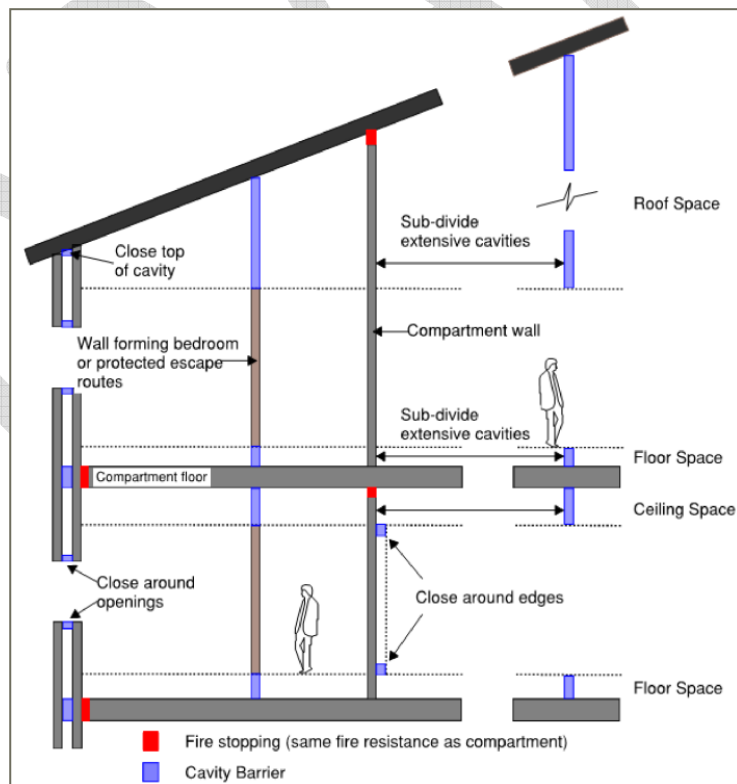 Roof Space
Sub-divide
extensive cavities
Close top
of cavity
Wall forming bedroom
or protected escape
routes
Compartment wall
Sub-divide
extensive cavities
Floor Space
Compartment floor
Ceiling Space
Close around
openings
Close around edges
Floor Space
Fire stopping (same fire resistance as compartment)
Cavity Barrier